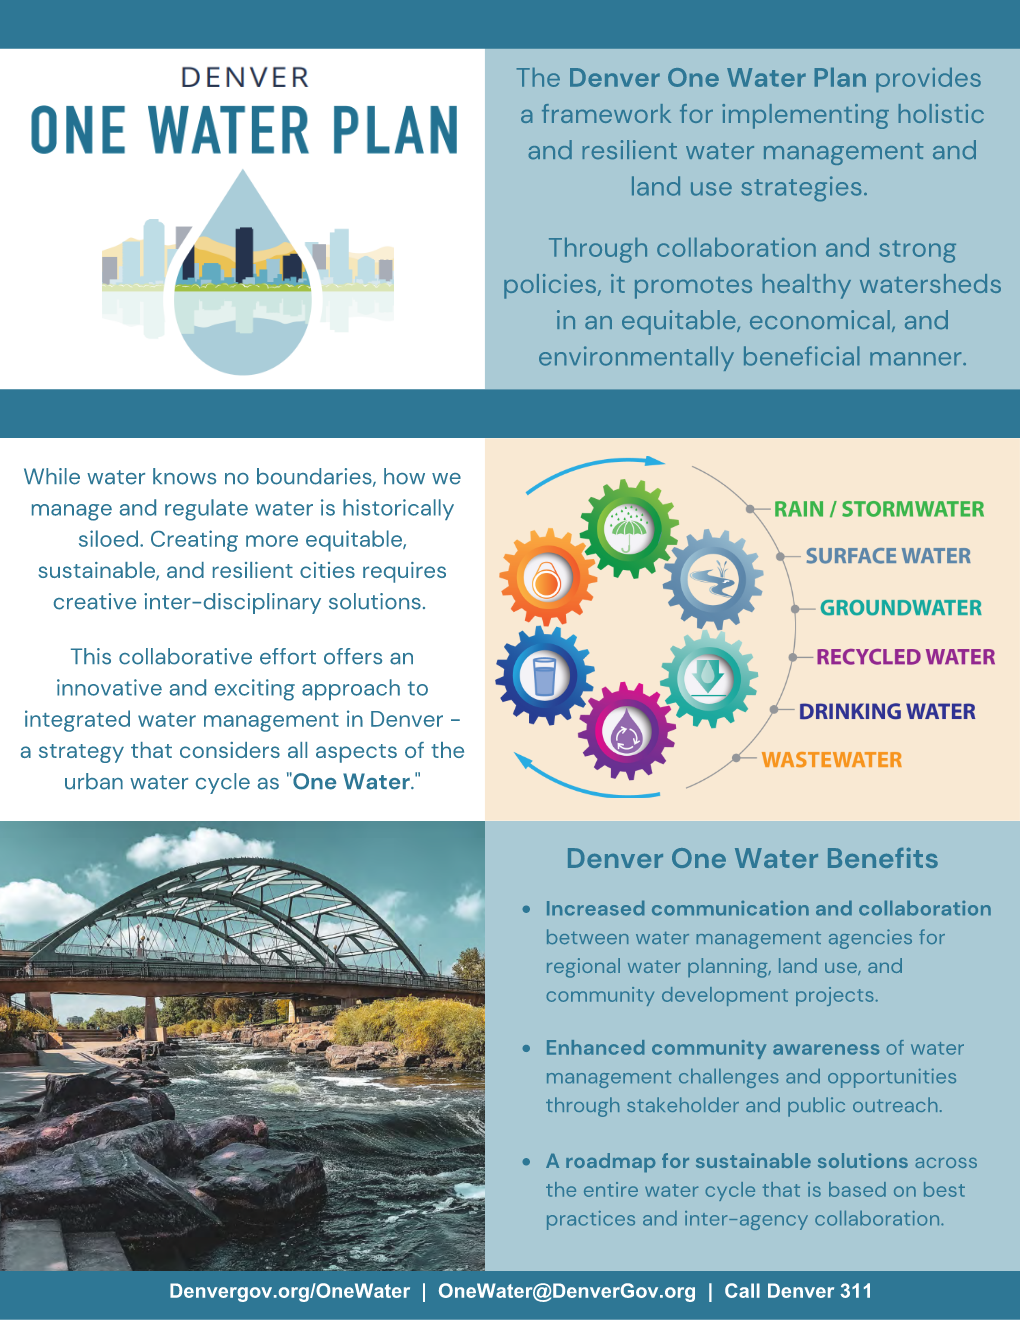 DENVER
ONE WATER PLAN
The Denver One Water Plan provides
a framework for implementing holistic
and resilient water management and
land use strategies.
Through collaboration and strong
policies, it promotes healthy watersheds
in an equitable, economical, and
environmentally beneficial manner.
While water knows no boundaries, how we
manage and regulate water is historically
siloed. Creating more equitable,
sustainable, and resilient cities requires
creative inter-disciplinary solutions.
This collaborative effort offers an
innovative and exciting approach to
integrated water management in Denver -
a strategy that considers all aspects of the
urban water cycle as "One Water."
RAIN / STORMWATER
SURFACE WATER
GROUNDWATER
RECYCLED WATER
DRINKING WATER
WASTEWATER
Denver One Water Benefits
• Increased communication and collaboration
between water management agencies for
regional water planning, land use, and
community development projects.
• Enhanced community awareness of water
management challenges and opportunities
through stakeholder and public outreach.
• A roadmap for sustainable solutions across
the entire water cycle that is based on best
practices and inter-agency collaboration.
Denvergov.org/OneWater | OneWater@DenverGov.org | Call Denver 311